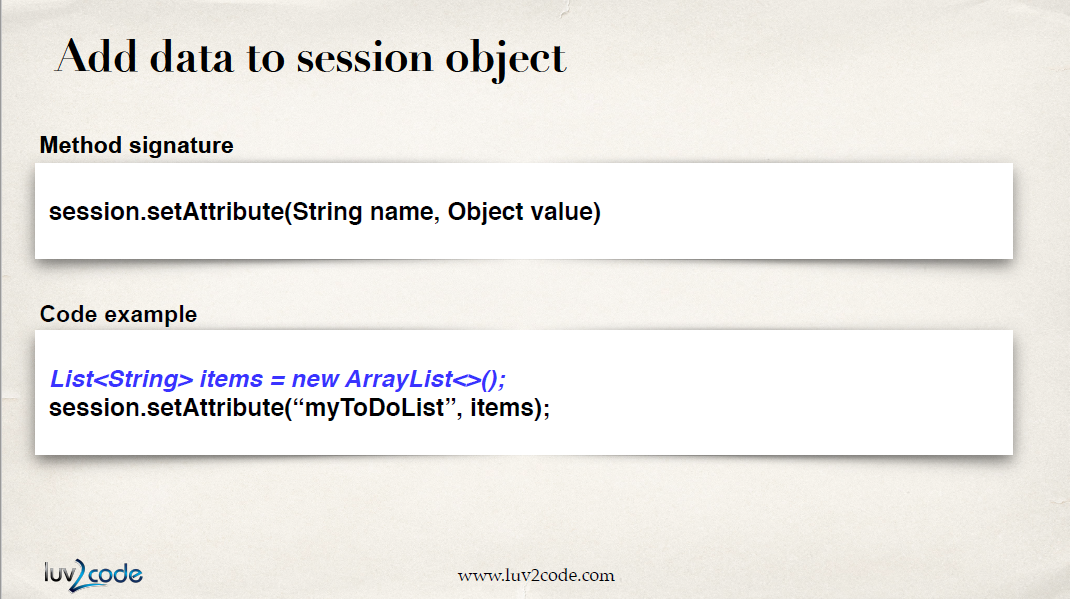 Add data to session object
Method signature
session.setAttribute(String name, Object value)
Code example
List<String> items = new ArrayList<>();
session.setAttribute(“myToDoList”, items);
luv2code
www.luv2code.com